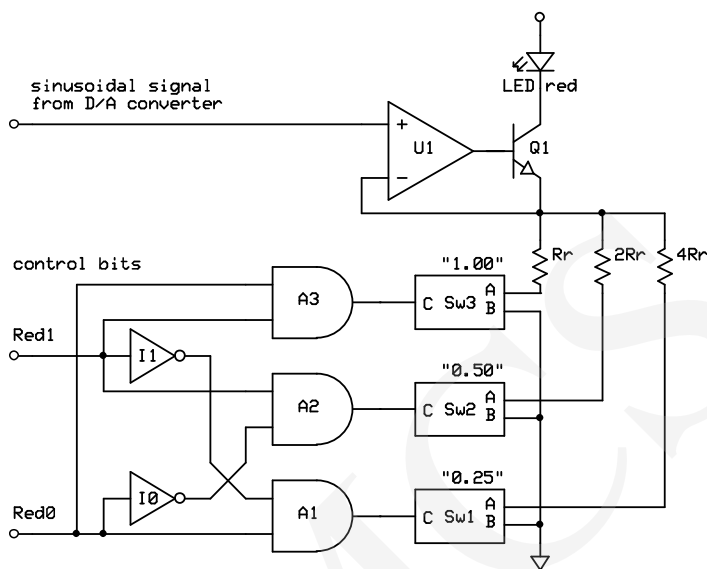 sinusoidal signal
from D/A converter
LED red
+
U1
−
Q1
Rr
2Rr
4Rr
control bits
"1.00"
A3
C Sw3 A
B
Red1
I1
"0.50"
A2
C Sw2 A
B
"0.25"
I0
A1
C Sw1 A
B
Red0